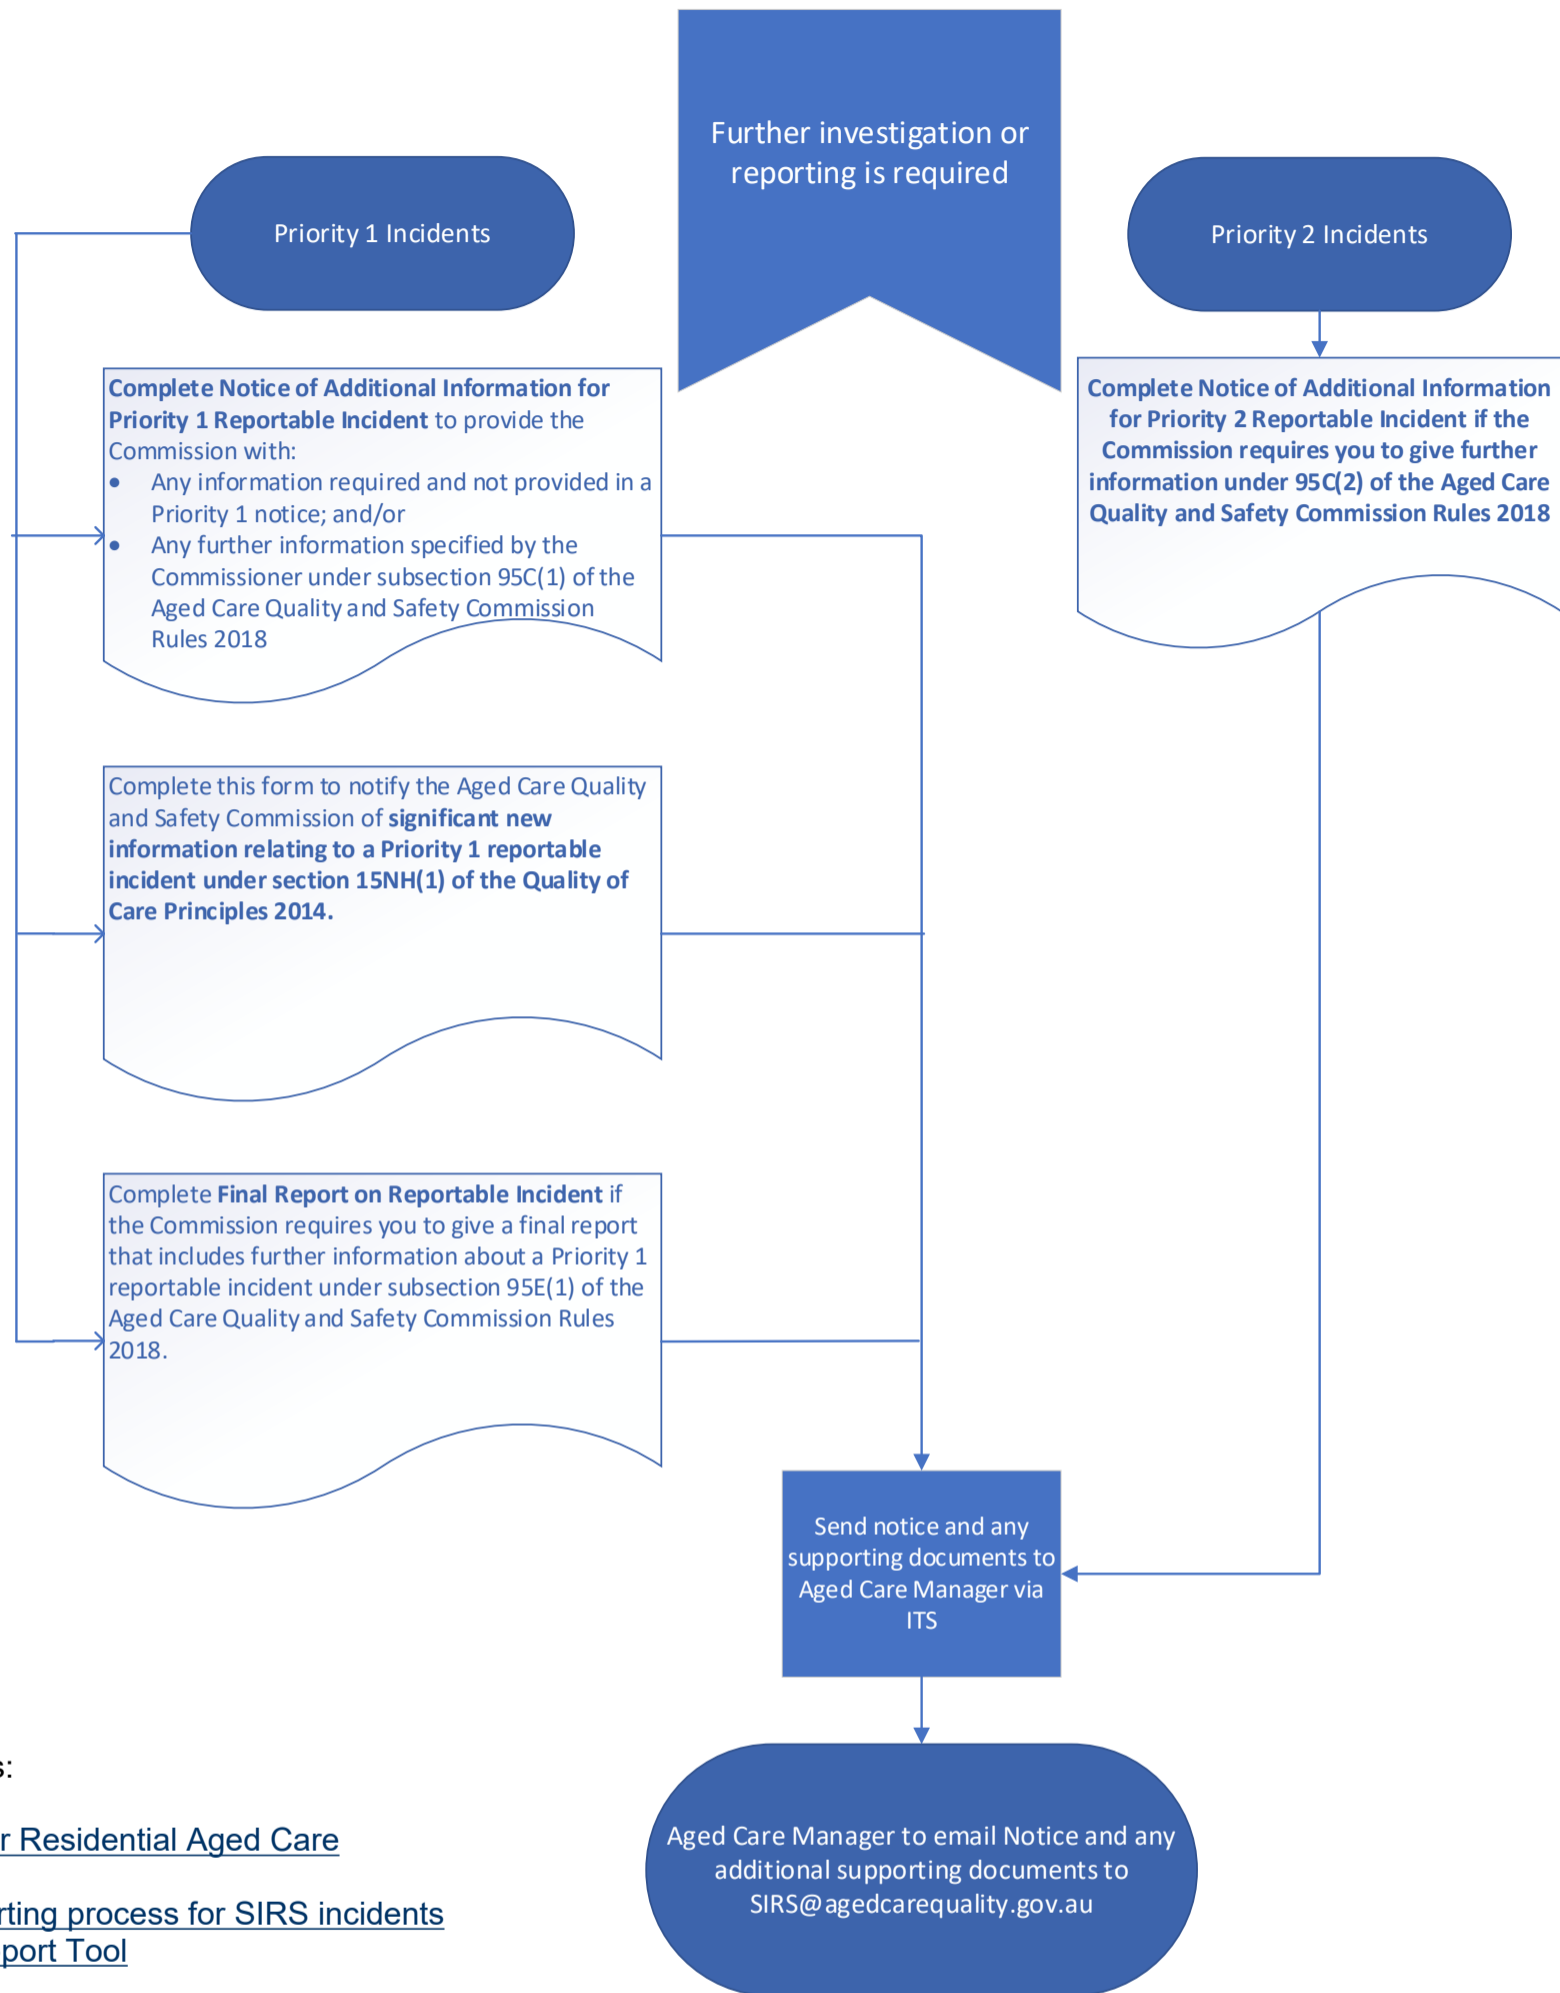 Further investigation or
reporting is required
Priority 1 Incidents
Priority 2 Incidents
Complete Notice of Additional Information for
Priority 1 Reportable Incident to provide the
Commission with:
• Any information required and not provided in a
Priority 1 notice; and/or
• Any further information specified by the
Commissioner under subsection 95C(1) of the
Aged Care Quality and Safety Commission
Rules 2018
Complete Notice of Additional Information
for Priority 2 Reportable Incident if the
Commission requires you to give further
information under 95C(2) of the Aged Care
Quality and Safety Commission Rules 2018
Complete this form to notify the Aged Care Quality
and Safety Commission of significant new
information relating to a Priority 1 reportable
incident under section 15NH(1) of the Quality of
Care Principles 2014.
Complete Final Report on Reportable Incident if
the Commission requires you to give a final report
that includes further information about a Priority 1
reportable incident under subsection 95E(1) of the
Aged Care Quality and Safety Commission Rules
2018.
Send notice and any
supporting documents to
Aged Care Manager via
ITS
Aged Care Manager to email Notice and any
additional supporting documents to
SIRS@agedcarequality.gov.au
s:
r Residential Aged Care
rting process for SIRS incidents
port Tool